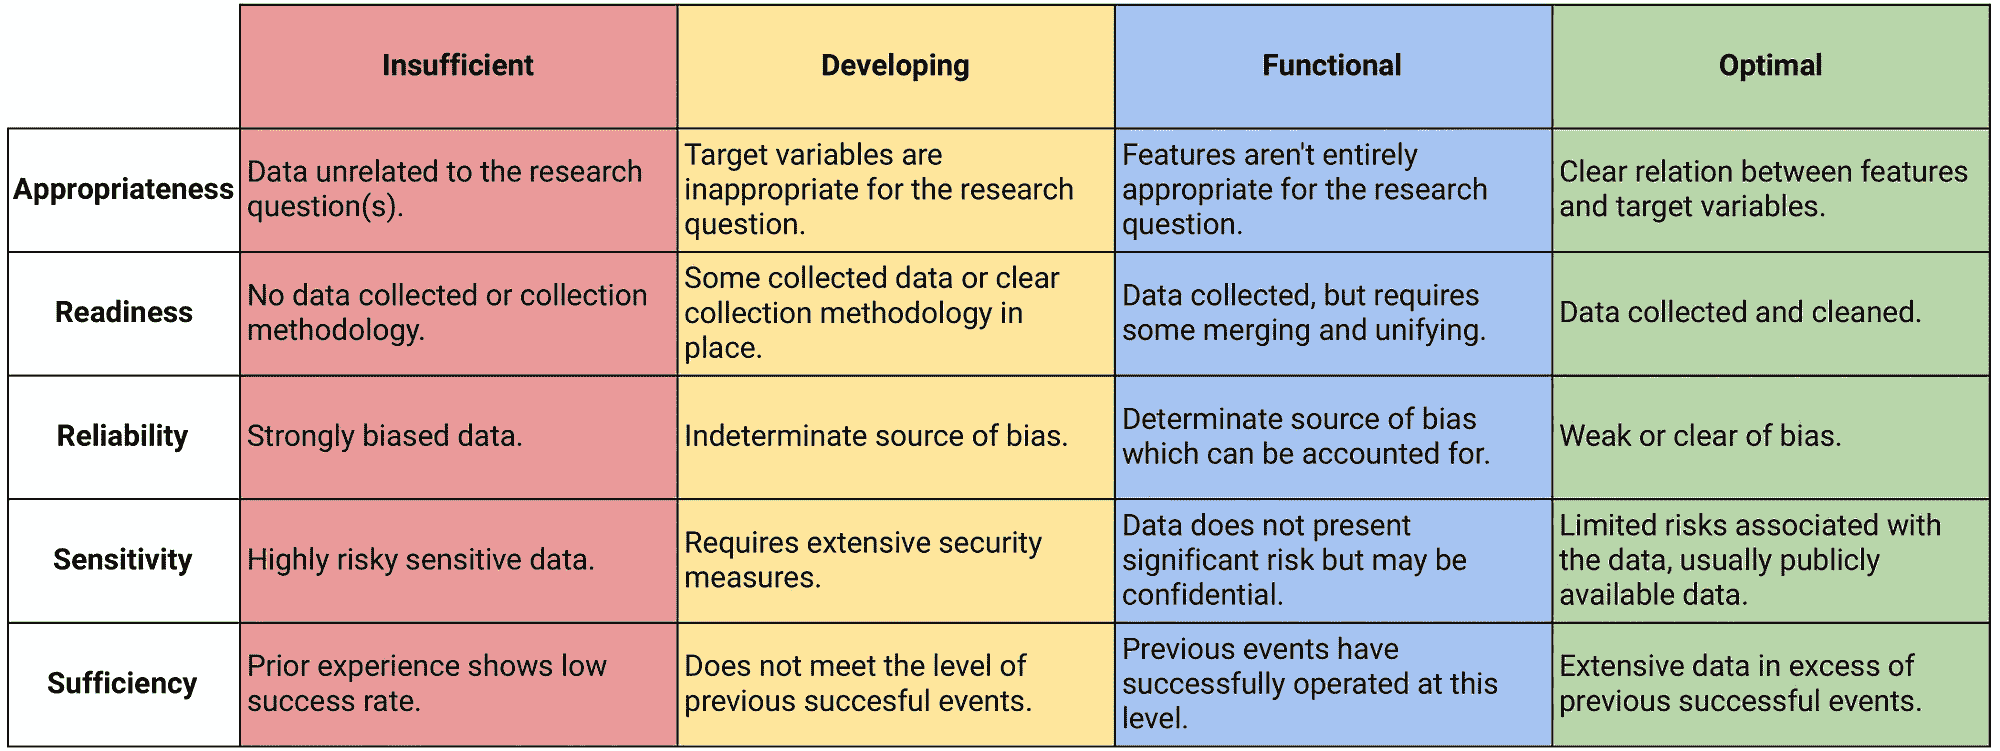 Insufficient
Developing
Functional
Optimal
Appropriateness
Data unrelated to the research
question(s).
Target variables are
inappropriate for the research
question.
Features aren't entirely
appropriate for the research
question.
Clear relation between features
and target variables.
Readiness
No data collected or collection
methodology.
Some collected data or clear
collection methodology in
place.
Data collected, but requires
some merging and unifying.
Data collected and cleaned.
Reliability
Strongly biased data.
Indeterminate source of bias.
Determinate source of bias
which can be accounted for.
Weak or clear of bias.
Sensitivity
Highly risky sensitive data.
Requires extensive security
measures.
Data does not present
significant risk but may be
confidential.
Limited risks associated with
the data, usually publicly
available data.
Sufficiency
Prior experience shows low
success rate.
Does not meet the level of
previous succesful events.
Previous events have
successfully operated at this
level.
Extensive data in excess of
previous successful events.